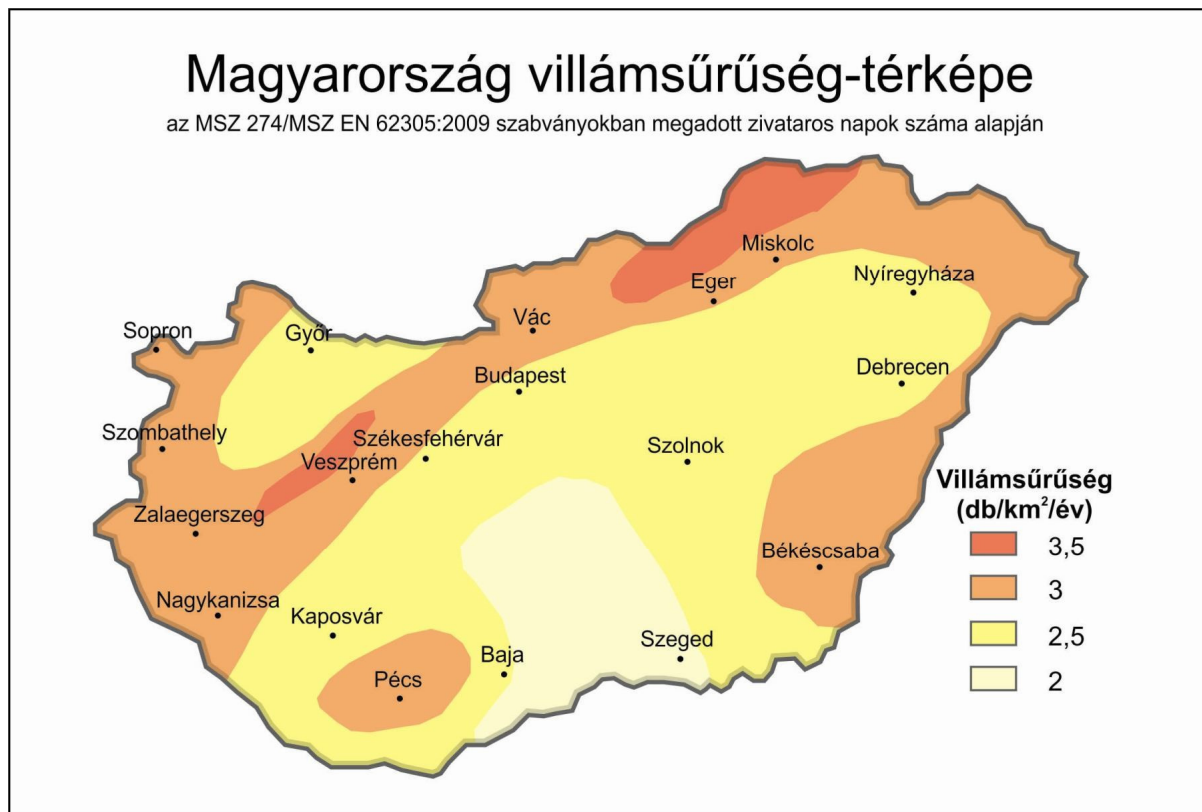 Magyarország villámsűrűség-térképe
az MSZ 274/MSZ EN 62305:2009 szabványokban megadott zivataros napok száma alapján
Miskolc
Eger
Nyíregyháza
Vác
Sopron
Győr
Budapest
Debrecen
Szombathely
Székesfehérvár
Veszprém
Szolnok
Zalaegerszeg
Békéscsaba
Nagykanizsa
Kaposvár
Szeged
Baja
Pécs
Villámsűrűség
(db/km²/év)
3,5
3
2,5
2